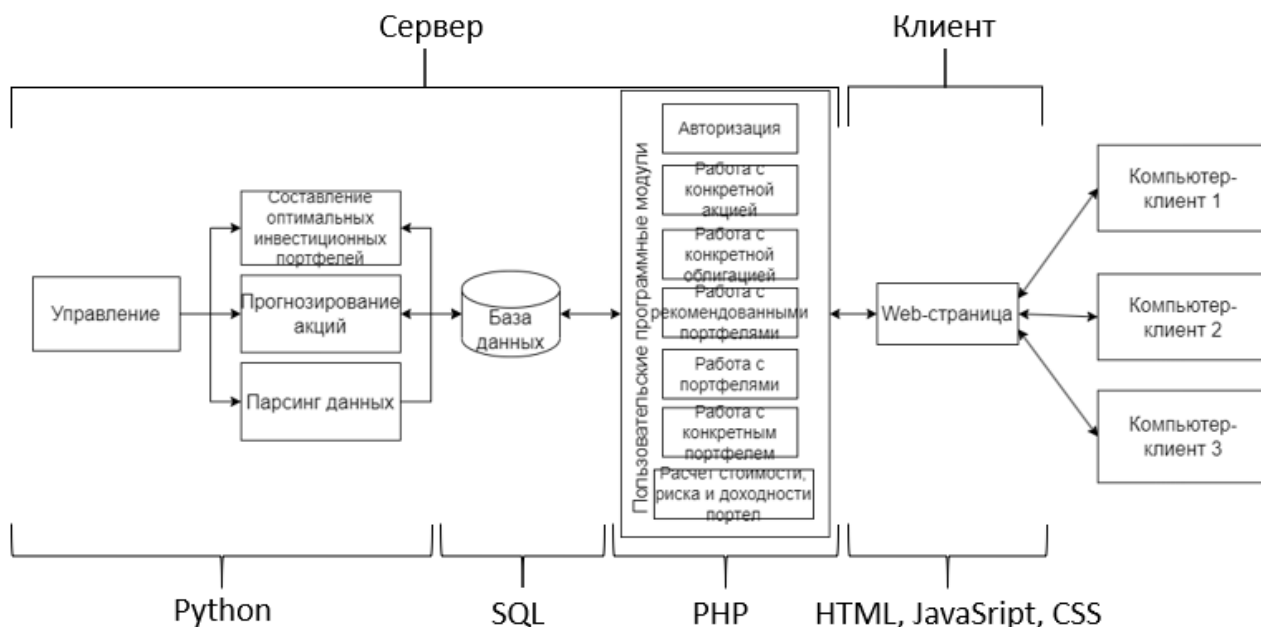 Сервер
Клиент
Управление
Составление
оптимальных
инвестиционных
портфелей
Прогнозирование
акций
Парсинг данных
База
данных
Пользовательские программные модули
Авторизация
Работа с
конкретной
акцией
Работа с
конкретной
облигацией
Работа с
рекомендованными
портфелями
Работа с
портфелями
Работа с
конкретным
портфелем
Расчет стоимости,
риска и доходности
портел
Web-страница
Компьютер-
клиент 1
Компьютер-
клиент 2
Компьютер-
клиент 3
Python
SQL
PHP
HTML, JavaSript, CSS